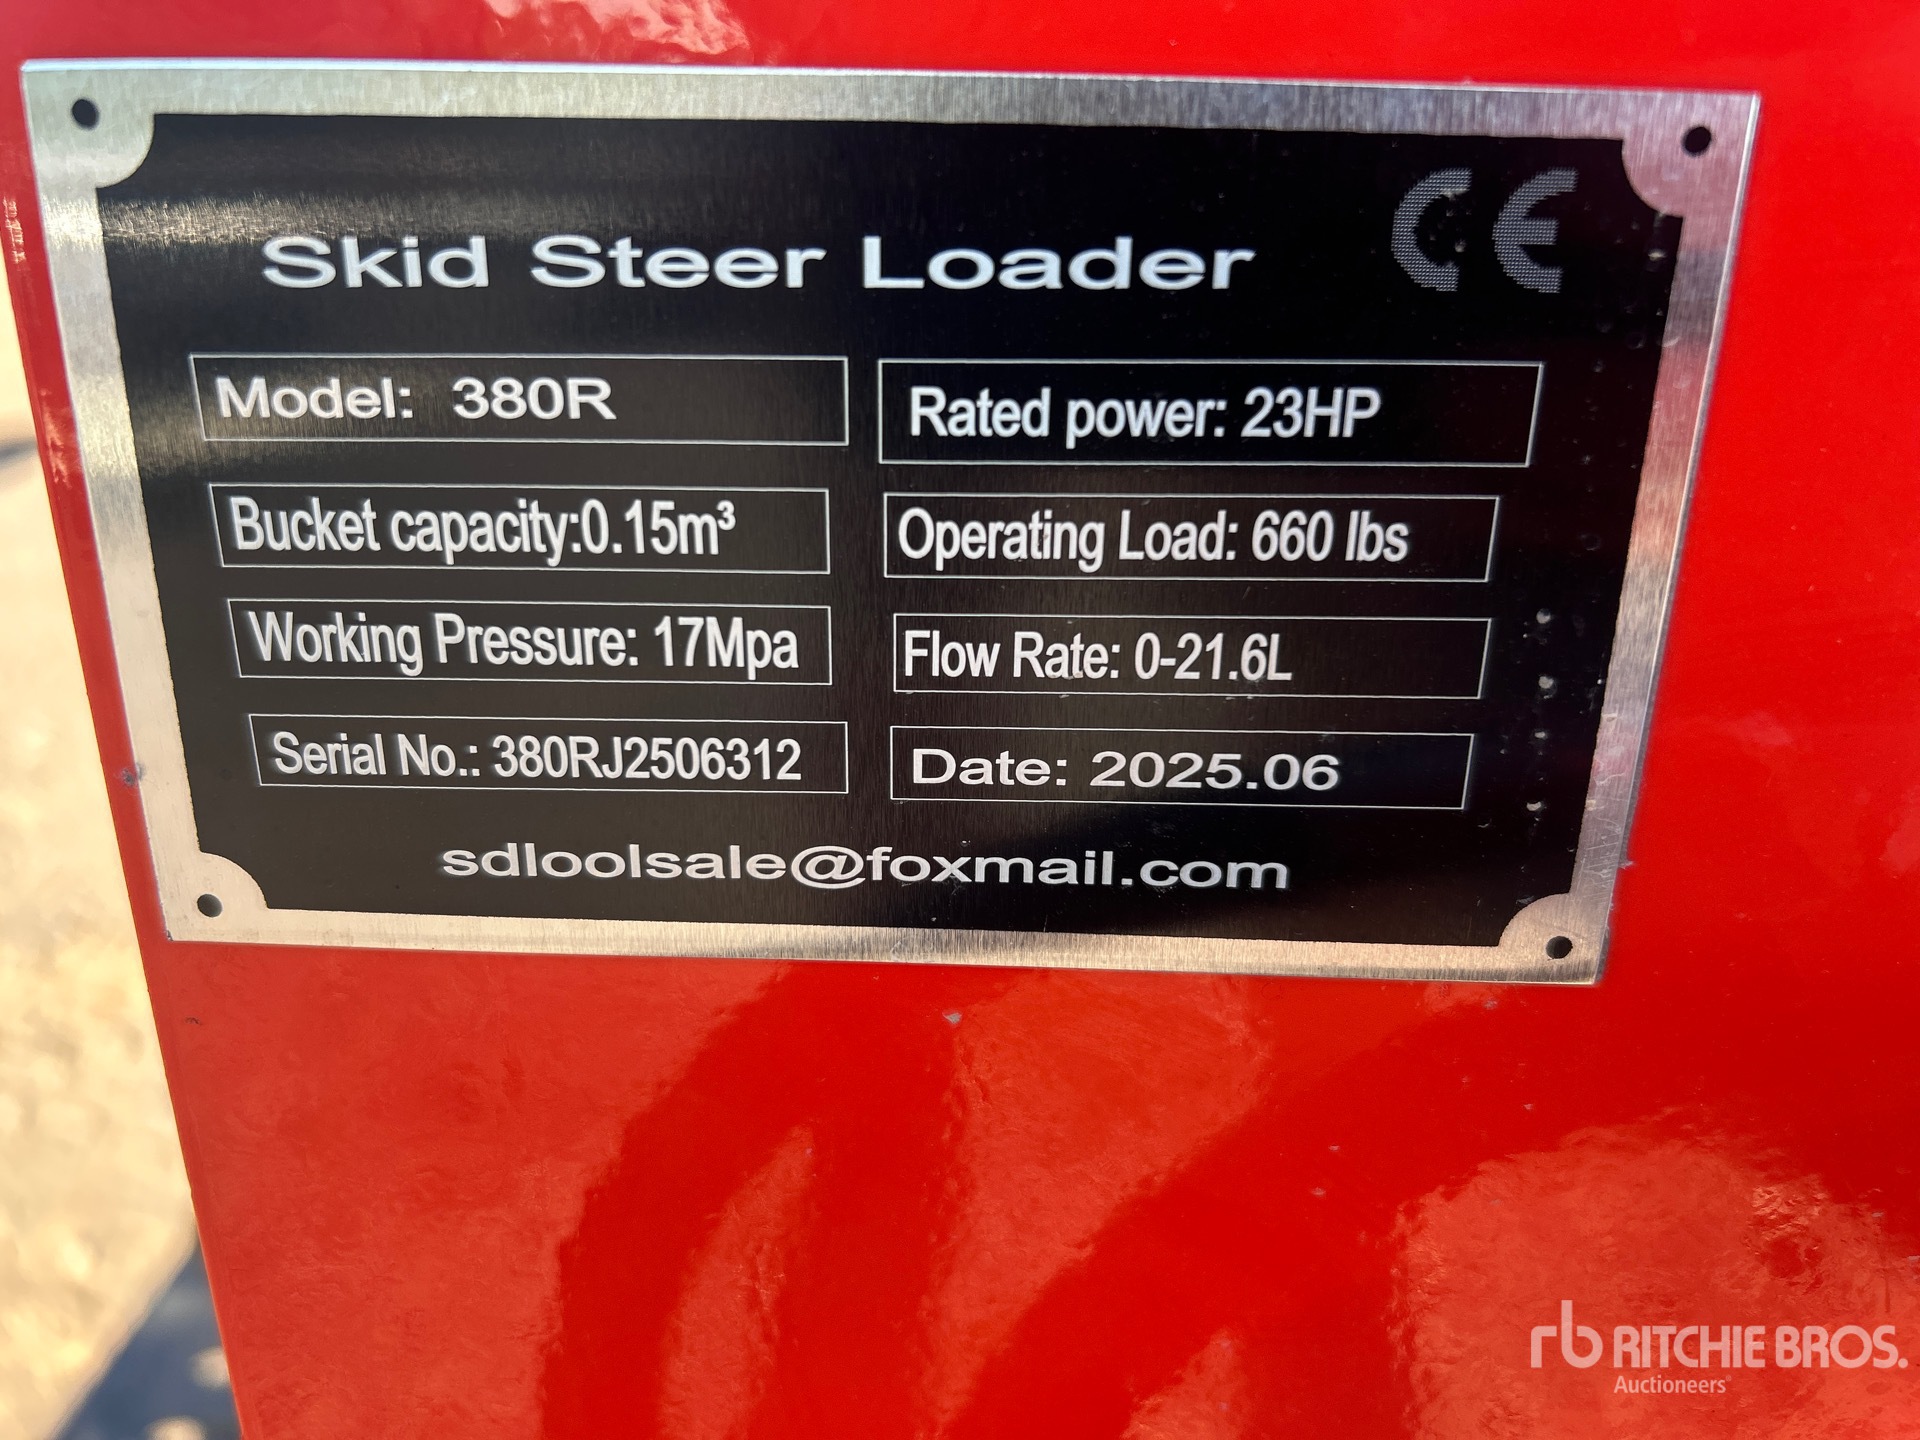 CE
Skid Steer Loader
Model: 380R
Rated power: 23HP
Bucket capacity:0.15m³
Operating Load: 660 lbs
Working Pressure: 17Mpa
Flow Rate: 0-21.6L
Serial No.: 380RJ2506312
Date: 2025.06
sdloolsale@foxmail.com
rb RITCHIE BROS.
Auctioneers